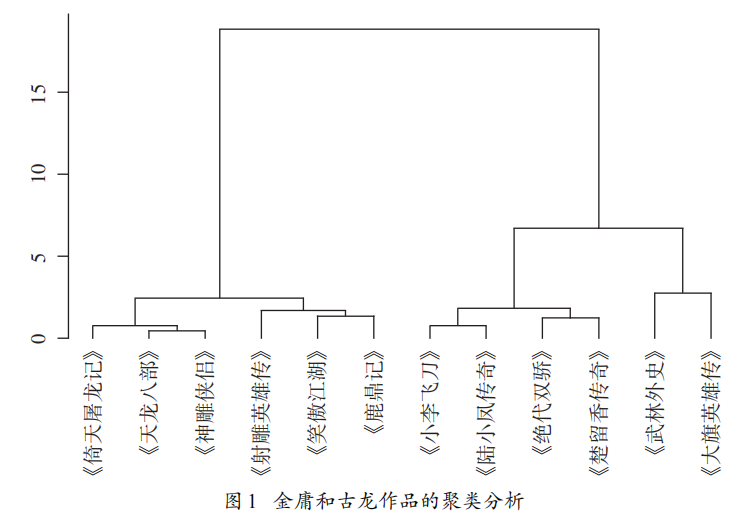 15
10
5
0
《倚天屠龙记》
《天龙八部》
《神雕侠侣》
《射雕英雄传》
《笑傲江湖》
《鹿鼎记》
《小李飞刀》
《陆小凤传奇》
《绝代双骄》
《楚留香传奇》
《武林外史》
《大旗英雄传》
图1 金庸和古龙作品的聚类分析